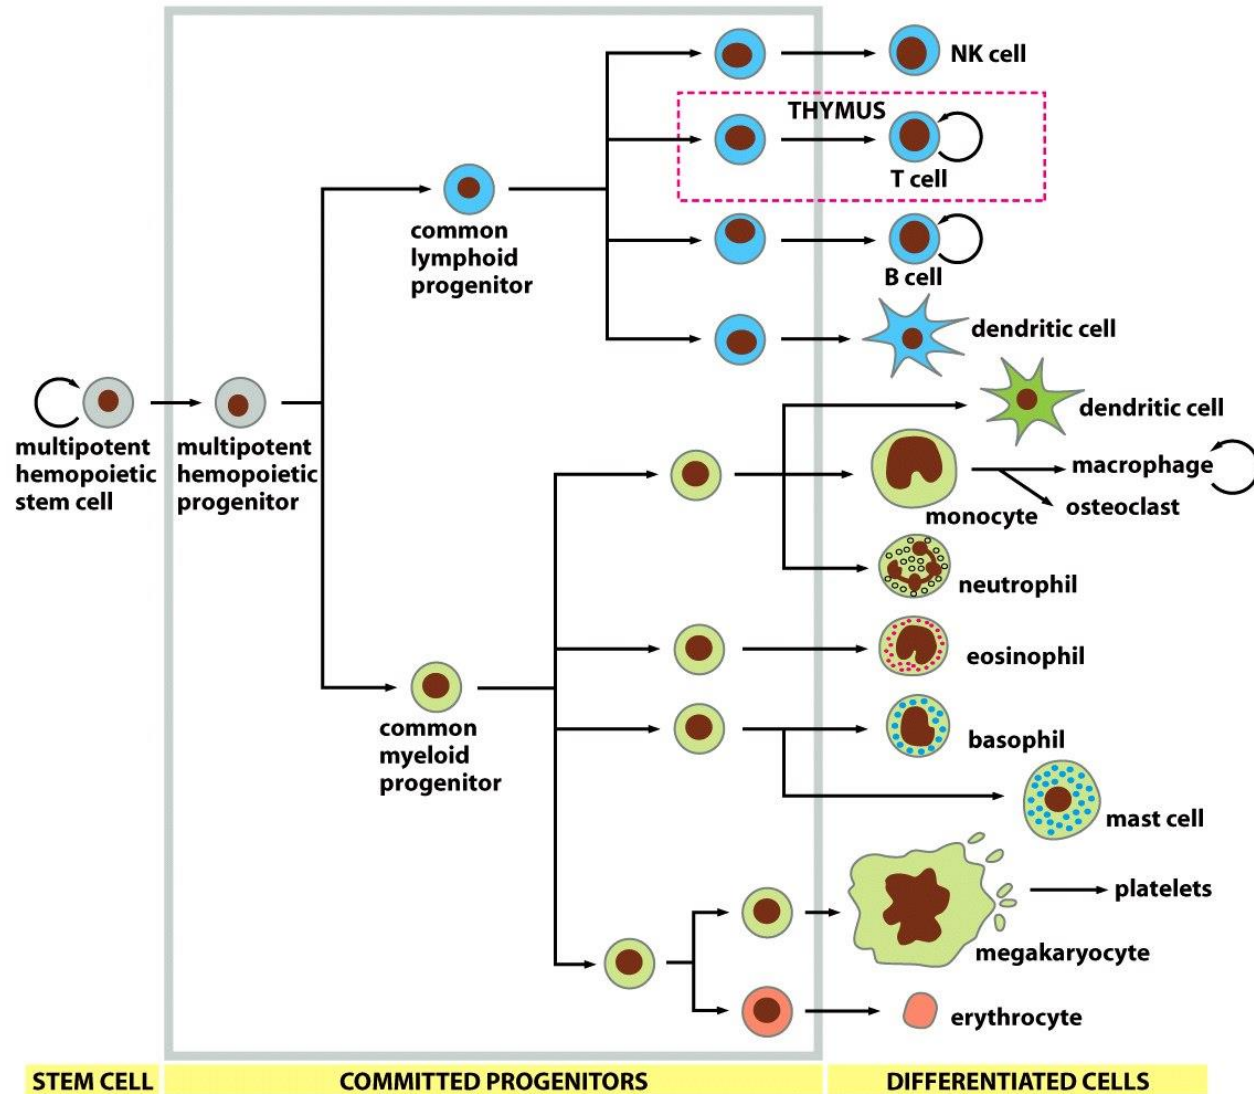 NK cell
THYMUS
T cell
common
lymphoid
progenitor
B cell
dendritic cell
dendritic cell
multipotent
hemopoietic
stem cell
multipotent
hemopoietic
progenitor
macrophage
osteoclast
monocyte
neutrophil
eosinophil
common
myeloid
progenitor
basophil
mast cell
platelets
megakaryocyte
erythrocyte
STEM CELL
COMMITTED PROGENITORS
DIFFERENTIATED CELLS